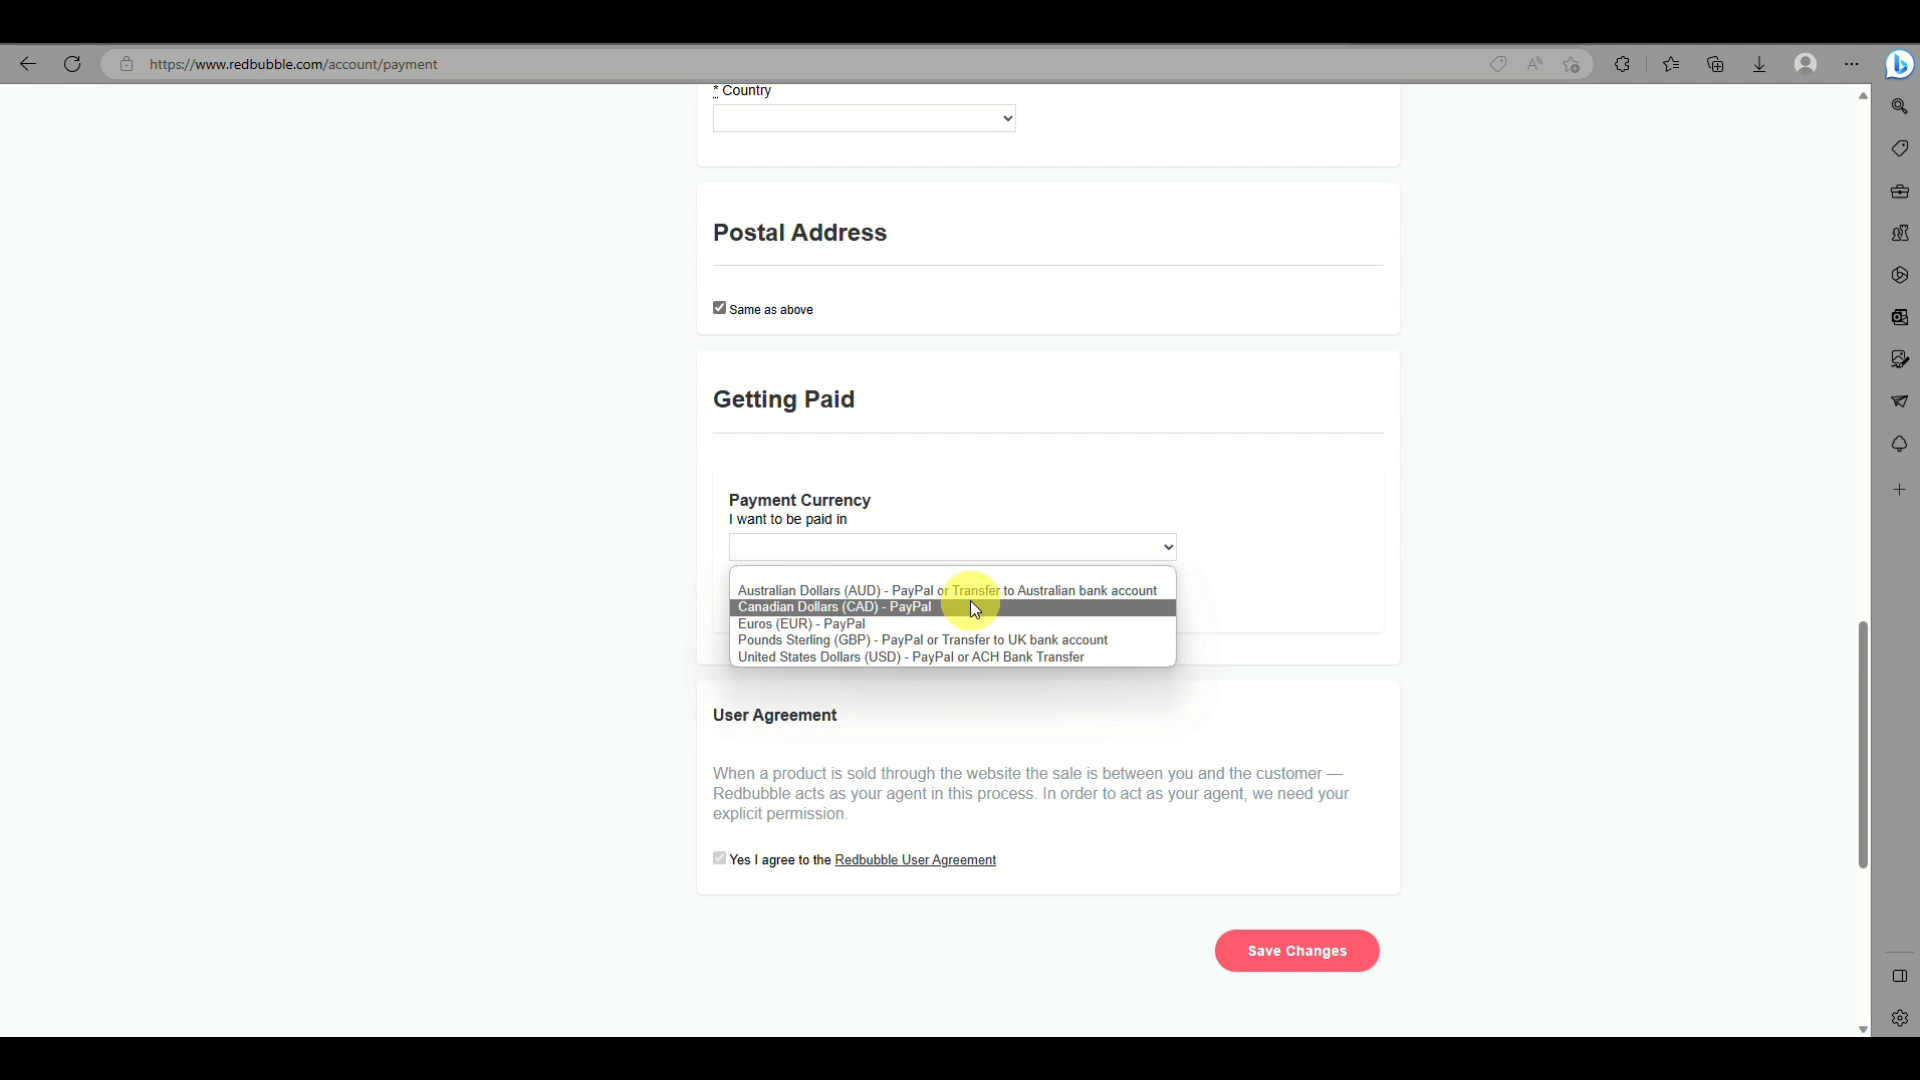 https://www.redbubble.com/account/payment
* Country
Postal Address
Same as above
Getting Paid
Payment Currency
I want to be paid in
Australian Dollars (AUD) - PayPal or Transfer to Australian bank account
Canadian Dollars (CAD) - PayPal
Euros (EUR) - PayPal
Pounds Sterling (GBP) - PayPal or Transfer to UK bank account
United States Dollars (USD) - PayPal or ACH Bank Transfer
User Agreement
When a product is sold through the website the sale is between you and the customer —
Redbubble acts as your agent in this process. In order to act as your agent, we need your
explicit permission.
Yes I agree to the Redbubble User Agreement
Save Changes